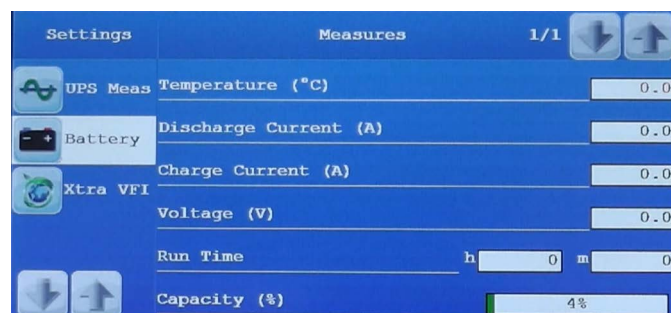 Settings Measures 1/1
UPS Meas Temperature (°C) 0.0
Battery Discharge Current (A) 0.0
Charge Current (A) 0.0
Xtra VFI
Voltage (V) 0.0
Run Time h 0 m 0
Capacity (%) 4%